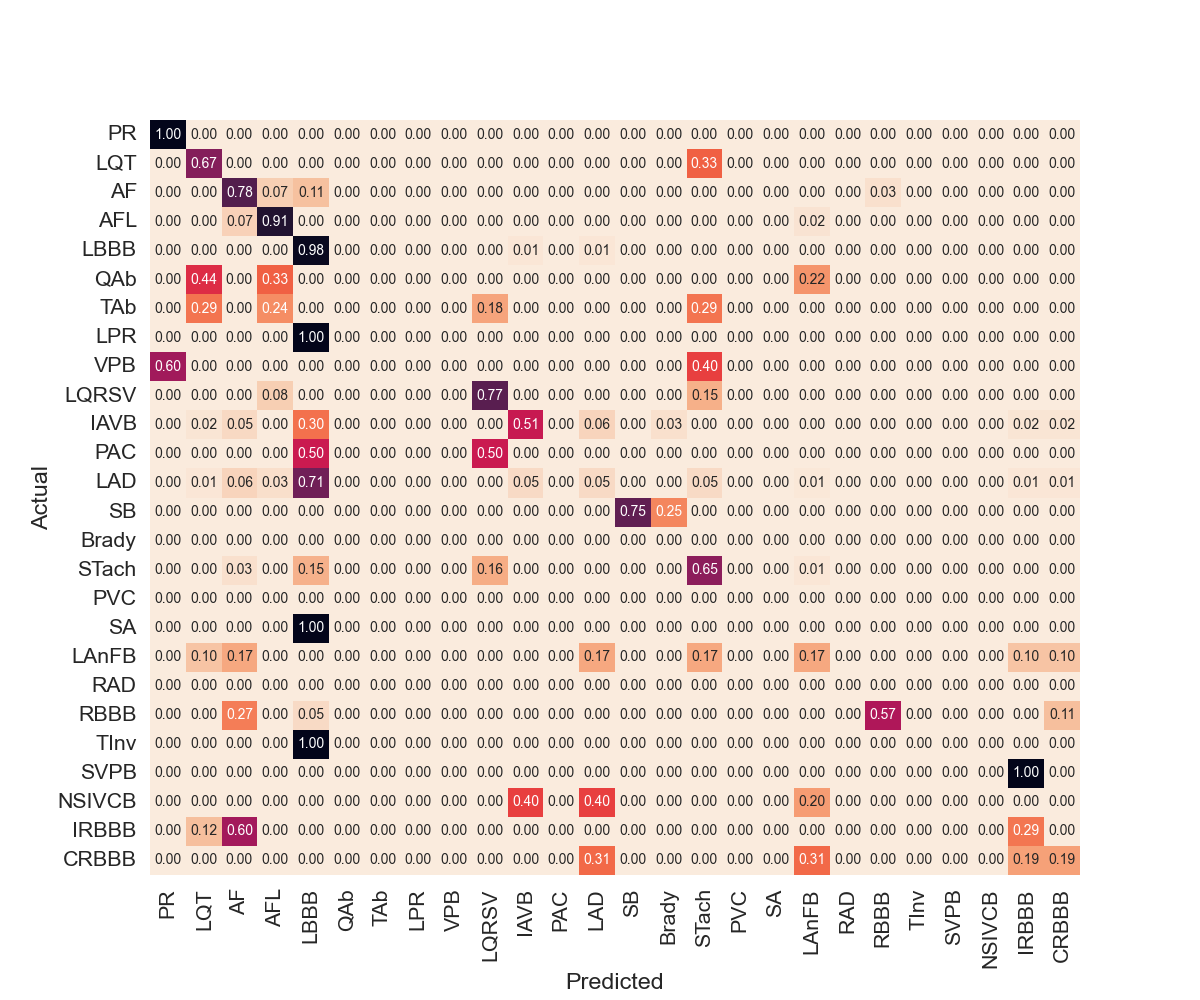 PR 1.00 0.00 0.00 0.00 0.00 0.00 0.00 0.00 0.00 0.00 0.00 0.00 0.00 0.00 0.00 0.00 0.00 0.00 0.00 0.00 0.00 0.00 0.00 0.00 0.00 0.00
LQT 0.00 0.67 0.00 0.00 0.00 0.00 0.00 0.00 0.00 0.00 0.00 0.00 0.00 0.00 0.00 0.33 0.00 0.00 0.00 0.00 0.00 0.00 0.00 0.00 0.00 0.00
AF 0.00 0.00 0.78 0.07 0.11 0.00 0.00 0.00 0.00 0.00 0.00 0.00 0.00 0.00 0.00 0.00 0.00 0.00 0.00 0.00 0.03 0.00 0.00 0.00 0.00 0.00
AFL 0.00 0.00 0.07 0.91 0.00 0.00 0.00 0.00 0.00 0.00 0.00 0.00 0.00 0.00 0.00 0.00 0.00 0.00 0.02 0.00 0.00 0.00 0.00 0.00 0.00 0.00
LBBB 0.00 0.00 0.00 0.00 0.98 0.00 0.00 0.00 0.00 0.00 0.01 0.00 0.01 0.00 0.00 0.00 0.00 0.00 0.00 0.00 0.00 0.00 0.00 0.00 0.00 0.00
QAb 0.00 0.44 0.00 0.33 0.00 0.00 0.00 0.00 0.00 0.00 0.00 0.00 0.00 0.00 0.00 0.00 0.00 0.00 0.22 0.00 0.00 0.00 0.00 0.00 0.00 0.00
TAb 0.00 0.29 0.00 0.24 0.00 0.00 0.00 0.00 0.00 0.18 0.00 0.00 0.00 0.00 0.00 0.29 0.00 0.00 0.00 0.00 0.00 0.00 0.00 0.00 0.00 0.00
LPR 0.00 0.00 0.00 0.00 1.00 0.00 0.00 0.00 0.00 0.00 0.00 0.00 0.00 0.00 0.00 0.00 0.00 0.00 0.00 0.00 0.00 0.00 0.00 0.00 0.00 0.00
VPB 0.60 0.00 0.00 0.00 0.00 0.00 0.00 0.00 0.00 0.00 0.00 0.00 0.00 0.00 0.00 0.40 0.00 0.00 0.00 0.00 0.00 0.00 0.00 0.00 0.00 0.00
LQRSV 0.00 0.00 0.00 0.08 0.00 0.00 0.00 0.00 0.00 0.77 0.00 0.00 0.00 0.00 0.00 0.15 0.00 0.00 0.00 0.00 0.00 0.00 0.00 0.00 0.00 0.00
IAVB 0.00 0.02 0.05 0.00 0.30 0.00 0.00 0.00 0.00 0.00 0.51 0.00 0.06 0.00 0.03 0.00 0.00 0.00 0.00 0.00 0.00 0.00 0.00 0.00 0.02 0.02
PAC 0.00 0.00 0.00 0.00 0.50 0.00 0.00 0.00 0.00 0.50 0.00 0.00 0.00 0.00 0.00 0.00 0.00 0.00 0.00 0.00 0.00 0.00 0.00 0.00 0.00 0.00
LAD 0.00 0.01 0.06 0.03 0.71 0.00 0.00 0.00 0.00 0.00 0.05 0.00 0.05 0.00 0.00 0.05 0.00 0.00 0.01 0.00 0.00 0.00 0.00 0.00 0.01 0.01
SB 0.00 0.00 0.00 0.00 0.00 0.00 0.00 0.00 0.00 0.00 0.00 0.00 0.00 0.75 0.25 0.00 0.00 0.00 0.00 0.00 0.00 0.00 0.00 0.00 0.00 0.00
Brady 0.00 0.00 0.00 0.00 0.00 0.00 0.00 0.00 0.00 0.00 0.00 0.00 0.00 0.00 0.00 0.00 0.00 0.00 0.00 0.00 0.00 0.00 0.00 0.00 0.00 0.00
STach 0.00 0.00 0.03 0.00 0.15 0.00 0.00 0.00 0.00 0.16 0.00 0.00 0.00 0.00 0.00 0.65 0.00 0.00 0.01 0.00 0.00 0.00 0.00 0.00 0.00 0.00
PVC 0.00 0.00 0.00 0.00 0.00 0.00 0.00 0.00 0.00 0.00 0.00 0.00 0.00 0.00 0.00 0.00 0.00 0.00 0.00 0.00 0.00 0.00 0.00 0.00 0.00 0.00
SA 0.00 0.00 0.00 0.00 1.00 0.00 0.00 0.00 0.00 0.00 0.00 0.00 0.00 0.00 0.00 0.00 0.00 0.00 0.00 0.00 0.00 0.00 0.00 0.00 0.00 0.00
LAnFB 0.00 0.10 0.17 0.00 0.00 0.00 0.00 0.00 0.00 0.00 0.00 0.00 0.17 0.00 0.00 0.17 0.00 0.00 0.17 0.00 0.00 0.00 0.00 0.00 0.10 0.10
RAD 0.00 0.00 0.00 0.00 0.00 0.00 0.00 0.00 0.00 0.00 0.00 0.00 0.00 0.00 0.00 0.00 0.00 0.00 0.00 0.00 0.00 0.00 0.00 0.00 0.00 0.00
RBBB 0.00 0.00 0.27 0.00 0.05 0.00 0.00 0.00 0.00 0.00 0.00 0.00 0.00 0.00 0.00 0.00 0.00 0.00 0.00 0.00 0.57 0.00 0.00 0.00 0.00 0.11
TInv 0.00 0.00 0.00 0.00 1.00 0.00 0.00 0.00 0.00 0.00 0.00 0.00 0.00 0.00 0.00 0.00 0.00 0.00 0.00 0.00 0.00 0.00 0.00 0.00 0.00 0.00
SVPB 0.00 0.00 0.00 0.00 0.00 0.00 0.00 0.00 0.00 0.00 0.00 0.00 0.00 0.00 0.00 0.00 0.00 0.00 0.00 0.00 0.00 0.00 0.00 0.00 1.00 0.00
NSIVCB 0.00 0.00 0.00 0.00 0.00 0.00 0.00 0.00 0.00 0.00 0.40 0.00 0.40 0.00 0.00 0.00 0.00 0.00 0.20 0.00 0.00 0.00 0.00 0.00 0.00 0.00
IRBBB 0.00 0.12 0.60 0.00 0.00 0.00 0.00 0.00 0.00 0.00 0.00 0.00 0.00 0.00 0.00 0.00 0.00 0.00 0.00 0.00 0.00 0.00 0.00 0.00 0.29 0.00
CRBBB 0.00 0.00 0.00 0.00 0.00 0.00 0.00 0.00 0.00 0.00 0.00 0.00 0.31 0.00 0.00 0.00 0.00 0.00 0.31 0.00 0.00 0.00 0.00 0.00 0.19 0.19
Actual
PR LQT AF AFL LBBB QAb TAb LPR VPB LQRSV IAVB PAC LAD SB Brady STach PVC SA LAnFB RAD RBBB TInv SVPB NSIVCB IRBBB CRBBB
Predicted